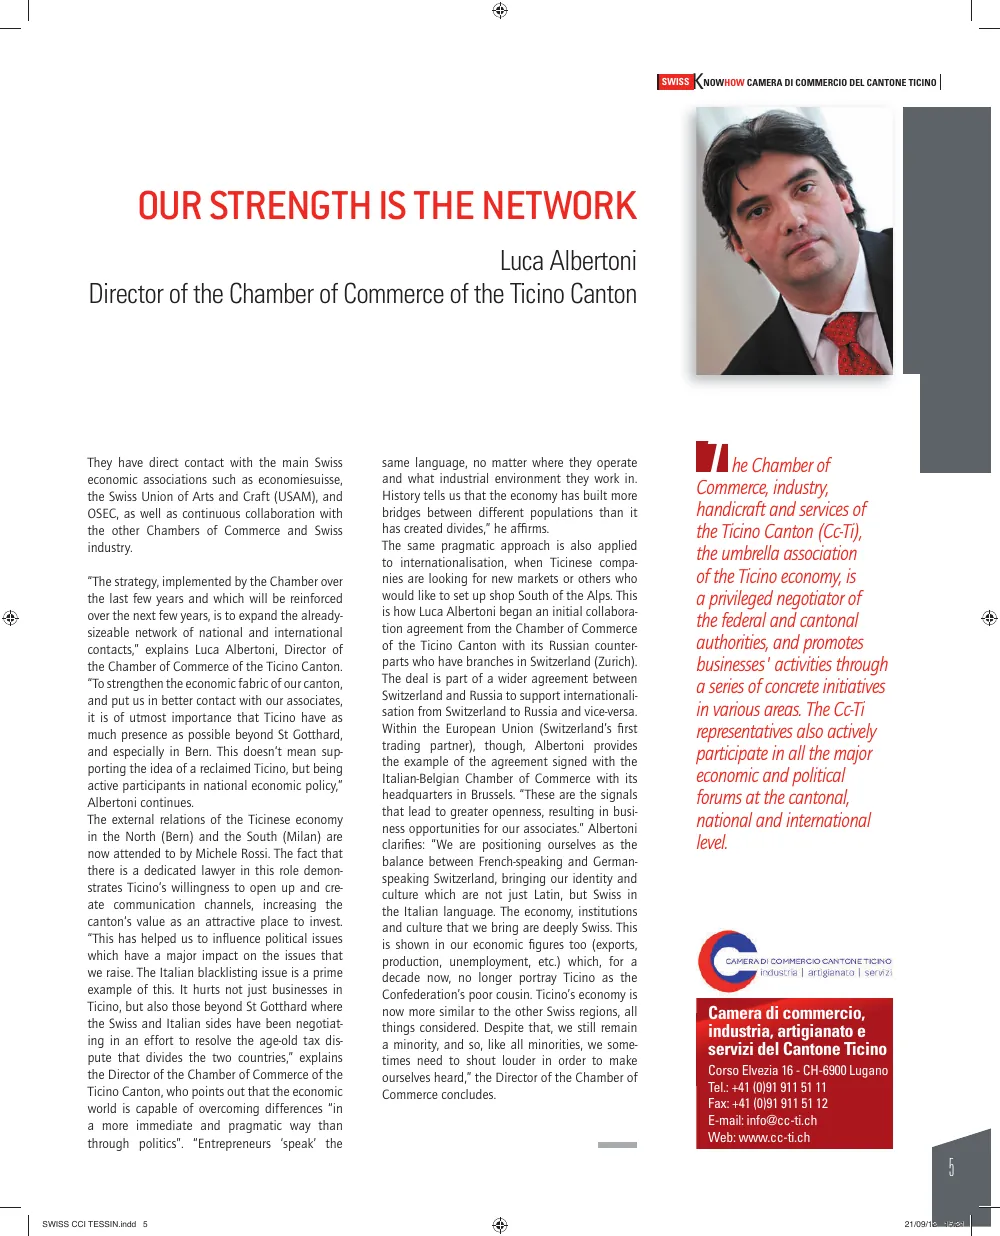 SWISS KNOWHOW CAMERA DI COMMERCIO DEL CANTONE TICINO
OUR STRENGTH IS THE NETWORK
Luca Albertoni
Director of the Chamber of Commerce of the Ticino Canton
They have direct contact with the main Swiss
economic associations such as economiesuisse,
the Swiss Union of Arts and Craft (USAM), and
OSEC, as well as continuous collaboration with
the other Chambers of Commerce and Swiss
industry.
“The strategy, implemented by the Chamber over
the last few years and which will be reinforced
over the next few years, is to expand the already-
sizeable network of national and international
contacts,” explains Luca Albertoni, Director of
the Chamber of Commerce of the Ticino Canton.
“To strengthen the economic fabric of our canton,
and put us in better contact with our associates,
it is of utmost importance that Ticino have as
much presence as possible beyond St Gotthard,
and especially in Bern. This doesn’t mean sup-
porting the idea of a reclaimed Ticino, but being
active participants in national economic policy,”
Albertoni continues.
The external relations of the Ticinese economy
in the North (Bern) and the South (Milan) are
now attended to by Michele Rossi. The fact that
there is a dedicated lawyer in this role demon-
strates Ticino’s willingness to open up and cre-
ate communication channels, increasing the
canton’s value as an attractive place to invest.
“This has helped us to influence political issues
which have a major impact on the issues that
we raise. The Italian blacklisting issue is a prime
example of this. It hurts not just businesses in
Ticino, but also those beyond St Gotthard where
the Swiss and Italian sides have been negotiat-
ing in an effort to resolve the age-old tax dis-
pute that divides the two countries,” explains
the Director of the Chamber of Commerce of the
Ticino Canton, who points out that the economic
world is capable of overcoming differences “in
a more immediate and pragmatic way than
through politics”. “Entrepreneurs ‘speak’ the
same language, no matter where they operate
and what industrial environment they work in.
History tells us that the economy has built more
bridges between different populations than it
has created divides,” he affirms.
The same pragmatic approach is also applied
to internationalisation, when Ticinese compa-
nies are looking for new markets or others who
would like to set up shop South of the Alps. This
is how Luca Albertoni began an initial collabora-
tion agreement from the Chamber of Commerce
of the Ticino Canton with its Russian counter-
parts who have branches in Switzerland (Zurich).
The deal is part of a wider agreement between
Switzerland and Russia to support internationali-
sation from Switzerland to Russia and vice-versa.
Within the European Union (Switzerland’s first
trading partner), though, Albertoni provides
the example of the agreement signed with the
Italian-Belgian Chamber of Commerce with its
headquarters in Brussels. “These are the signals
that lead to greater openness, resulting in busi-
ness opportunities for our associates.” Albertoni
clarifies: “We are positioning ourselves as the
balance between French-speaking and German-
speaking Switzerland, bringing our identity and
culture which are not just Latin, but Swiss in
the Italian language. The economy, institutions
and culture that we bring are deeply Swiss. This
is shown in our economic figures too (exports,
production, unemployment, etc.) which, for a
decade now, no longer portray Ticino as the
Confederation’s poor cousin. Ticino’s economy is
now more similar to the other Swiss regions, all
things considered. Despite that, we still remain
a minority, and so, like all minorities, we some-
times need to shout louder in order to make
ourselves heard,” the Director of the Chamber of
Commerce concludes.
The Chamber of
Commerce, industry,
handicraft and services of
the Ticino Canton (Cc-Ti),
the umbrella association
of the Ticino economy, is
a privileged negotiator of
the federal and cantonal
authorities, and promotes
businesses' activities through
a series of concrete initiatives
in various areas. The Cc-Ti
representatives also actively
participate in all the major
economic and political
forums at the cantonal,
national and international
level.
CAMERA DI COMMERCIO CANTONE TICINO
industria | artigianato | servizi
Camera di commercio,
industria, artigianato e
servizi del Cantone Ticino
Corso Elvezia 16 - CH-6900 Lugano
Tel.: +41 (0)91 911 51 11
Fax: +41 (0)91 911 51 12
E-mail: info@cc-ti.ch
Web: www.cc-ti.ch
5
SWISS CCI TESSIN.indd 5
21/09/12